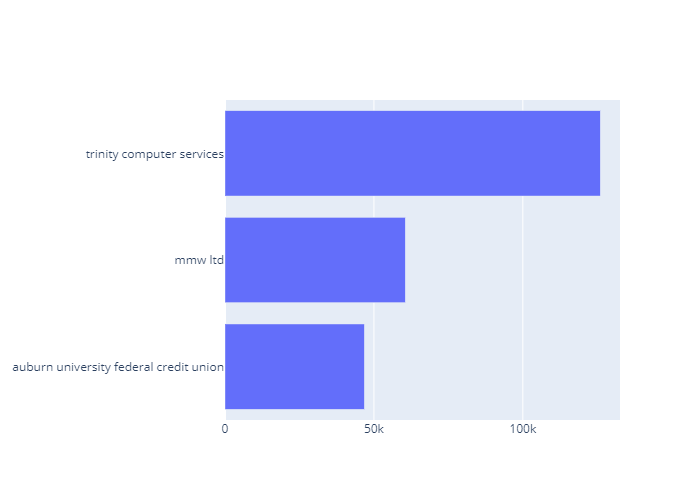 trinity computer services
mmw ltd
auburn university federal credit union
0
50k
100k